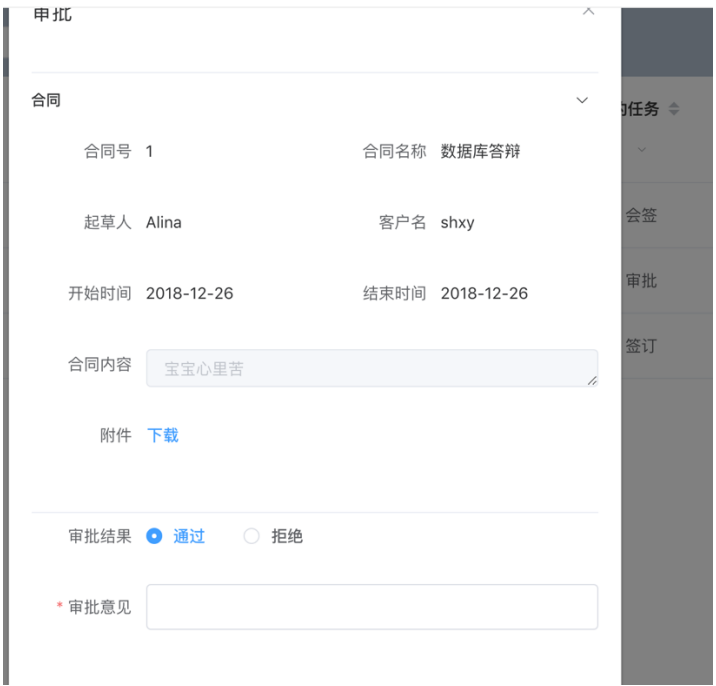 审批
合同
合同号 1 合同名称 数据库答辩
起草人 Alina 客户名 shxy
开始时间 2018-12-26 结束时间 2018-12-26
合同内容 宝宝心里苦
附件 下载
审批结果 通过 拒绝
* 审批意见
的任务
会签
审批
签订